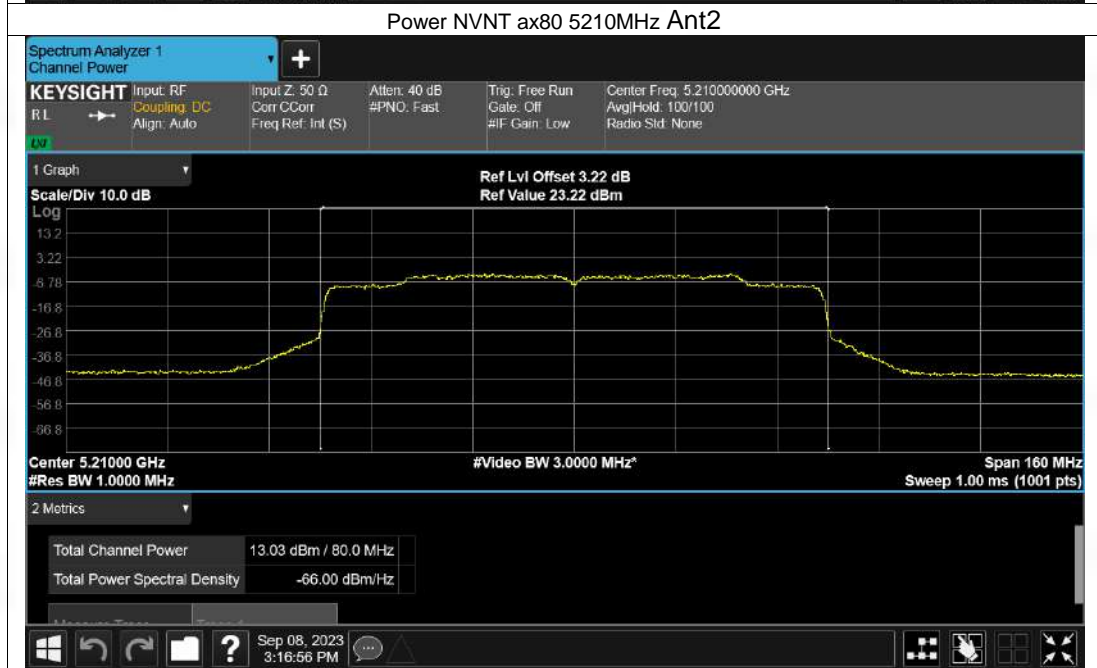 Power NVNT ax80 5210MHz Ant2
Spectrum Analyzer 1
Channel Power
+
KEYSIGHT
RL
LXI
Input: RF
Coupling: DC
Align: Auto
Input Z: 50 Ω
Corr CCorr
Freq Ref: Int (S)
Atten: 40 dB
#PNO: Fast
Trig: Free Run
Gate: Off
#IF Gain: Low
Center Freq: 5.210000000 GHz
Avg|Hold: 100/100
Radio Std: None
1 Graph
Scale/Div 10.0 dB
Ref Lvl Offset 3.22 dB
Ref Value 23.22 dBm
Log
13.2
3.22
-6.78
-16.8
-26.8
-36.8
-46.8
-56.8
-66.8
Center 5.21000 GHz
#Res BW 1.0000 MHz
#Video BW 3.0000 MHz*
Span 160 MHz
Sweep 1.00 ms (1001 pts)
2 Metrics
Total Channel Power 13.03 dBm / 80.0 MHz
Total Power Spectral Density -66.00 dBm/Hz
?
Sep 08, 2023
3:16:56 PM